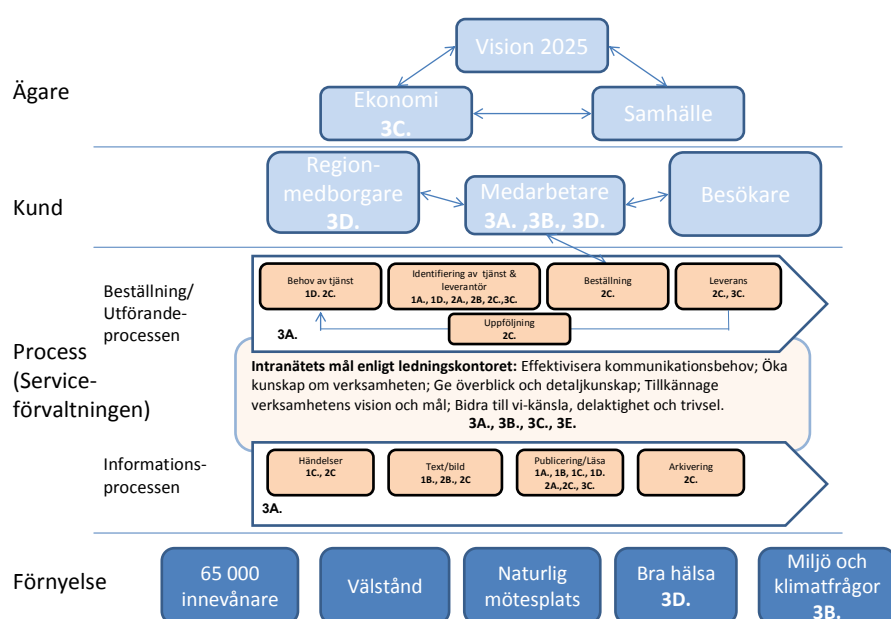 Vision 2025
Ägare
Ekonomi
3C.
Samhälle
Region-
medborgare
3D.
Kund
Medarbetare
3A. ,3B., 3D.
Besökare
Beställning/
Utförande-
processen
Behov av tjänst
1D. 2C.
Identifiering av tjänst &
leverantör
1A., 1D., 2A., 2B, 2C.,3C.
Beställning
2C.
Leverans
2C., 3C.
Uppföljning
2C.
3A.
Process
(Service-
förvaltningen)
Intranätets mål enligt ledningskontoret: Effektivisera kommunikationsbehov; Öka
kunskap om verksamheten; Ge överblick och detaljkunskap; Tillkännage
verksamhetens vision och mål; Bidra till vi-känsla, delaktighet och trivsel.
3A., 3B., 3C., 3E.
Informations-
processen
Händelser
1C., 2C
Text/bild
1B., 2B., 2C
Publicering/Läsa
1A., 1B, 1C., 1D.
2A.,2C., 3C.
Arkivering
2C.
3A.
Förnyelse
65 000
innevånare
Välstånd
Naturlig
mötesplats
Bra hälsa
3D.
Miljö och
klimatfrågor
3B.